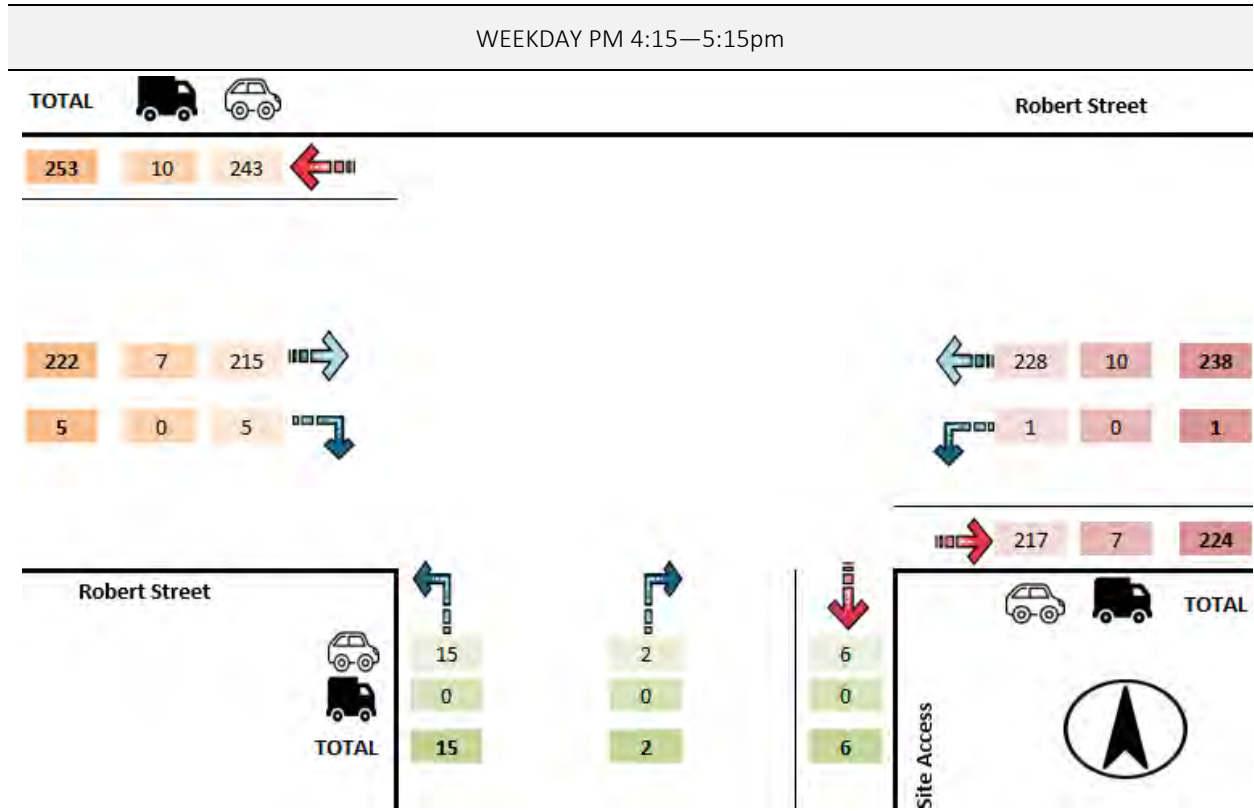 WEEKDAY PM 4:15—5:15pm
TOTAL
Robert Street
253 10 243
222 7 215
228 10 238
5 0 5
1 0 1
217 7 224
Robert Street
TOTAL
15 2 6
0 0 0
TOTAL 15 2 6
Site Access